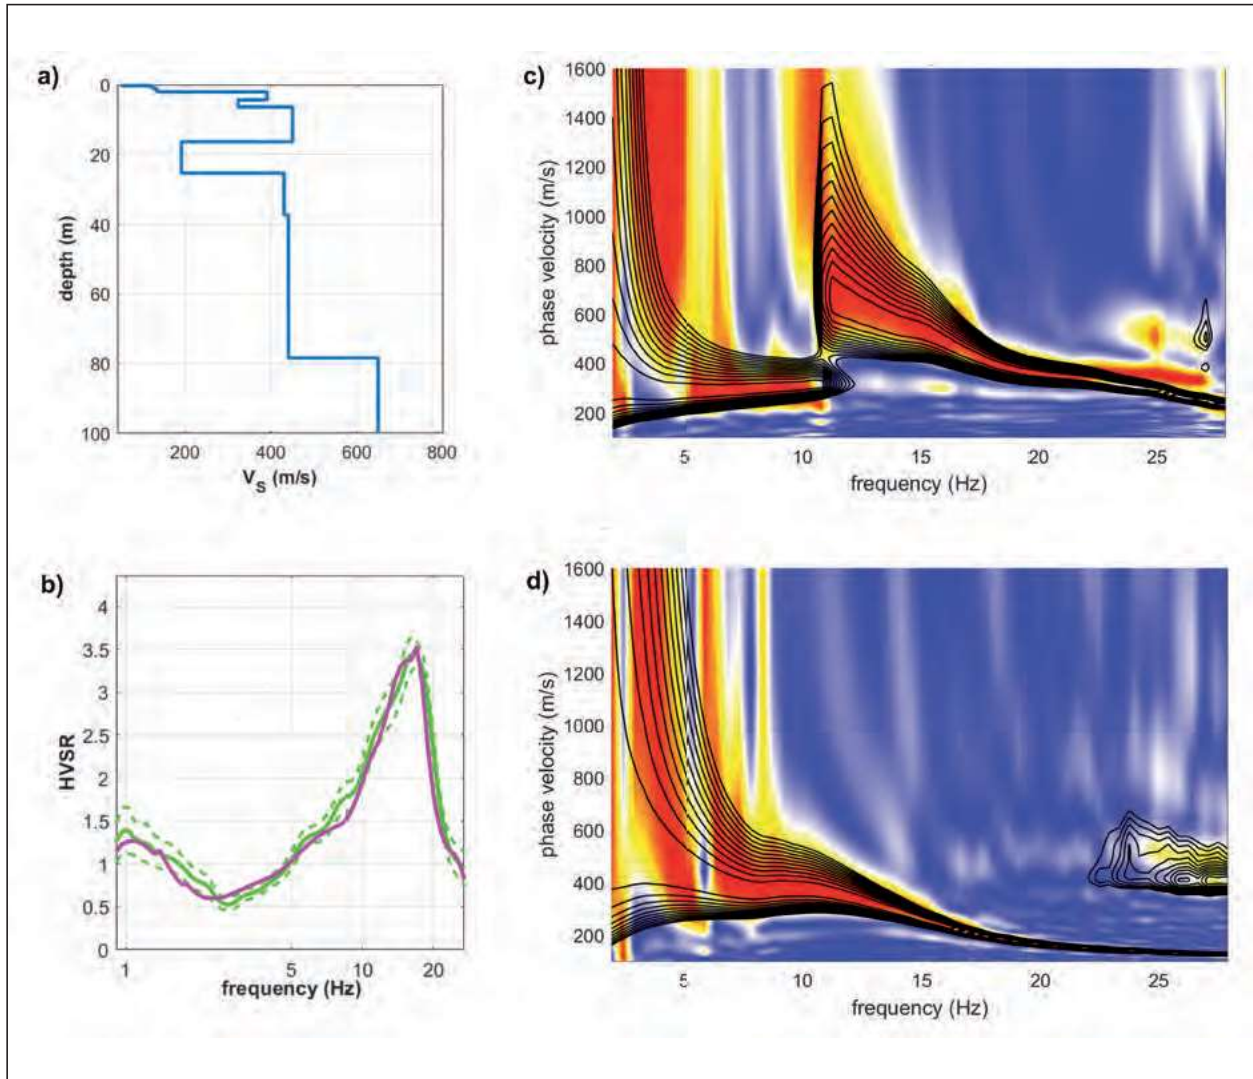 a)
0
20
40
60
80
100
depth (m)
200 400 600 800
V_S (m/s)
b)
4
3.5
3
2.5
2
1.5
1
0.5
0
HVSR
1 5 10 20
frequency (Hz)
c)
1600
1400
1200
1000
800
600
400
200
phase velocity (m/s)
5 10 15 20 25
frequency (Hz)
d)
1600
1400
1200
1000
800
600
400
200
phase velocity (m/s)
5 10 15 20 25
frequency (Hz)